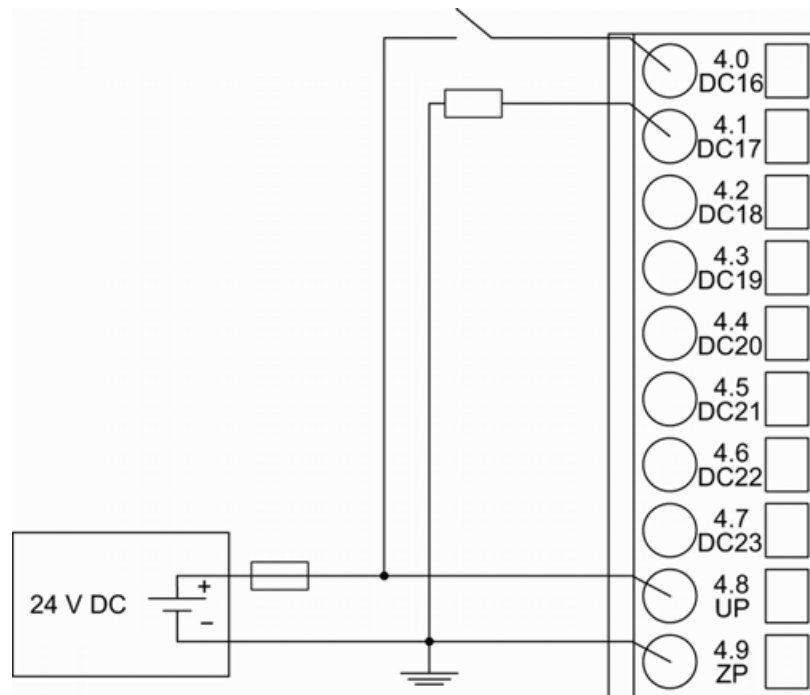 4.0
DC16
4.1
DC17
4.2
DC18
4.3
DC19
4.4
DC20
4.5
DC21
4.6
DC22
4.7
DC23
24 V DC
+
–
4.8
UP
4.9
ZP